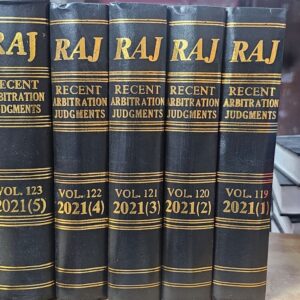 RAJ
RECENT
ARBITRATION
JUDGMENTS
VOL. 123
2021(5)
RAJ
RECENT
ARBITRATION
JUDGMENTS
VOL. 122
2021(4)
RAJ
RECENT
ARBITRATION
JUDGMENTS
VOL. 121
2021(3)
RAJ
RECENT
ARBITRATION
JUDGMENTS
VOL. 120
2021(2)
RAJ
RECENT
ARBITRATION
JUDGMENTS
VOL. 119
2021(1)